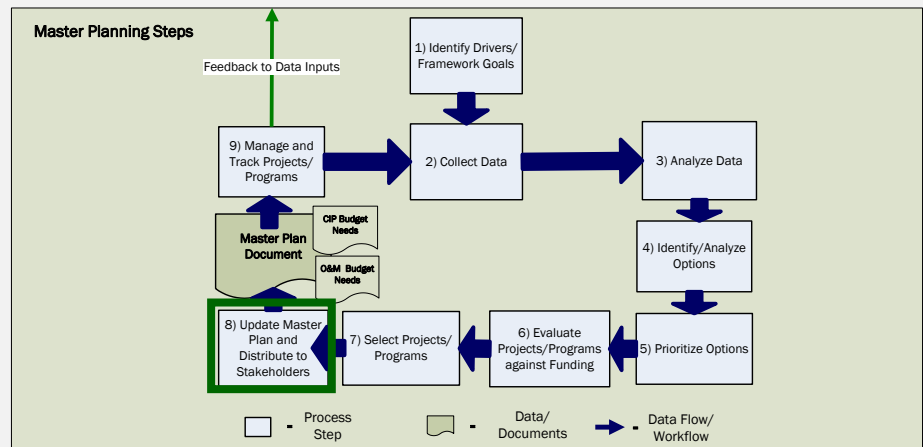 Master Planning Steps
Feedback to Data Inputs
1) Identify Drivers/
Framework Goals
9) Manage and
Track Projects/
Programs
2) Collect Data
3) Analyze Data
CIP Budget
Needs
Master Plan
Document
O&M Budget
Needs
4) Identify/Analyze
Options
8) Update Master
Plan and
Distribute to
Stakeholders
7) Select Projects/
Programs
6) Evaluate
Projects/Programs
against Funding
5) Prioritize Options
- Process
Step
- Data/
Documents
- Data Flow/
Workflow